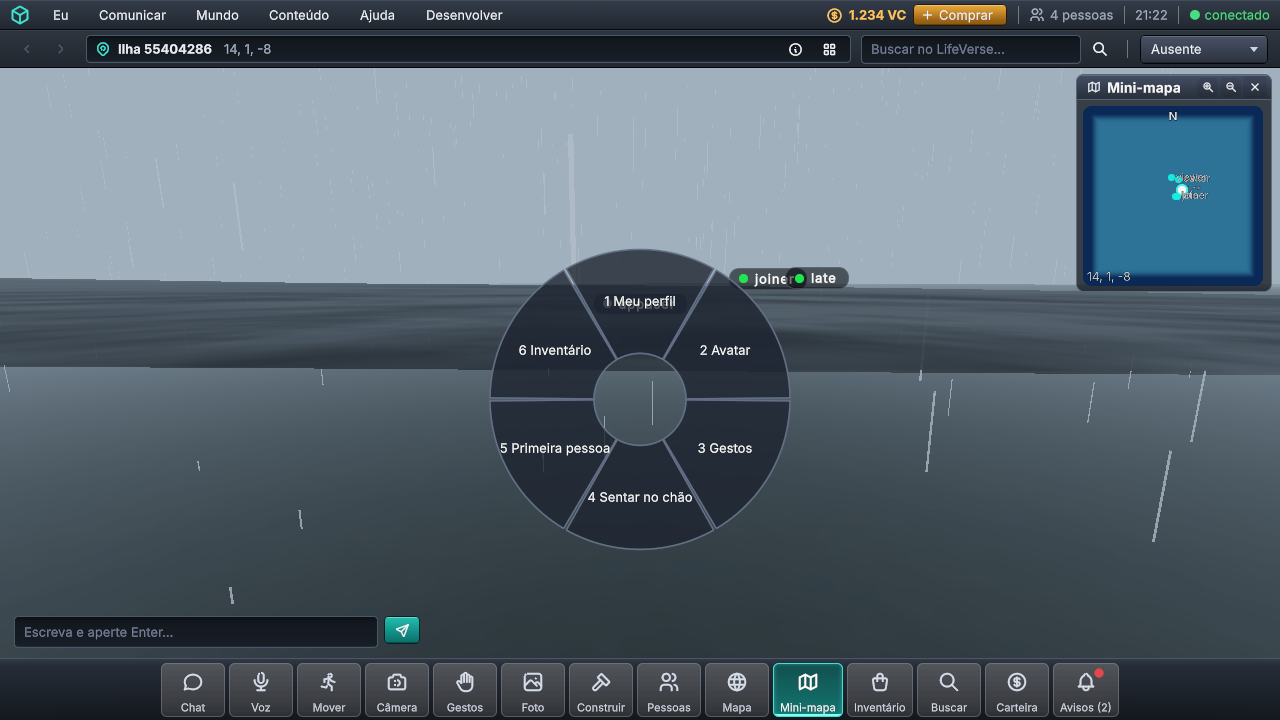 Eu Comunicar Mundo Conteúdo Ajuda Desenvolver 1.234 VC + Comprar 4 pessoas 21:22 conectado
Ilha 55404286 14, 1, -8 Buscar no LifeVerse... Ausente
Mini-mapa
N
joiner
14, 1, -8
joiner late
1 Meu perfil
6 Inventário 2 Avatar
5 Primeira pessoa 3 Gestos
4 Sentar no chão
Escreva e aperte Enter...
Chat Voz Mover Câmera Gestos Foto Construir Pessoas Mapa Mini-mapa Inventário Buscar Carteira Avisos (2)